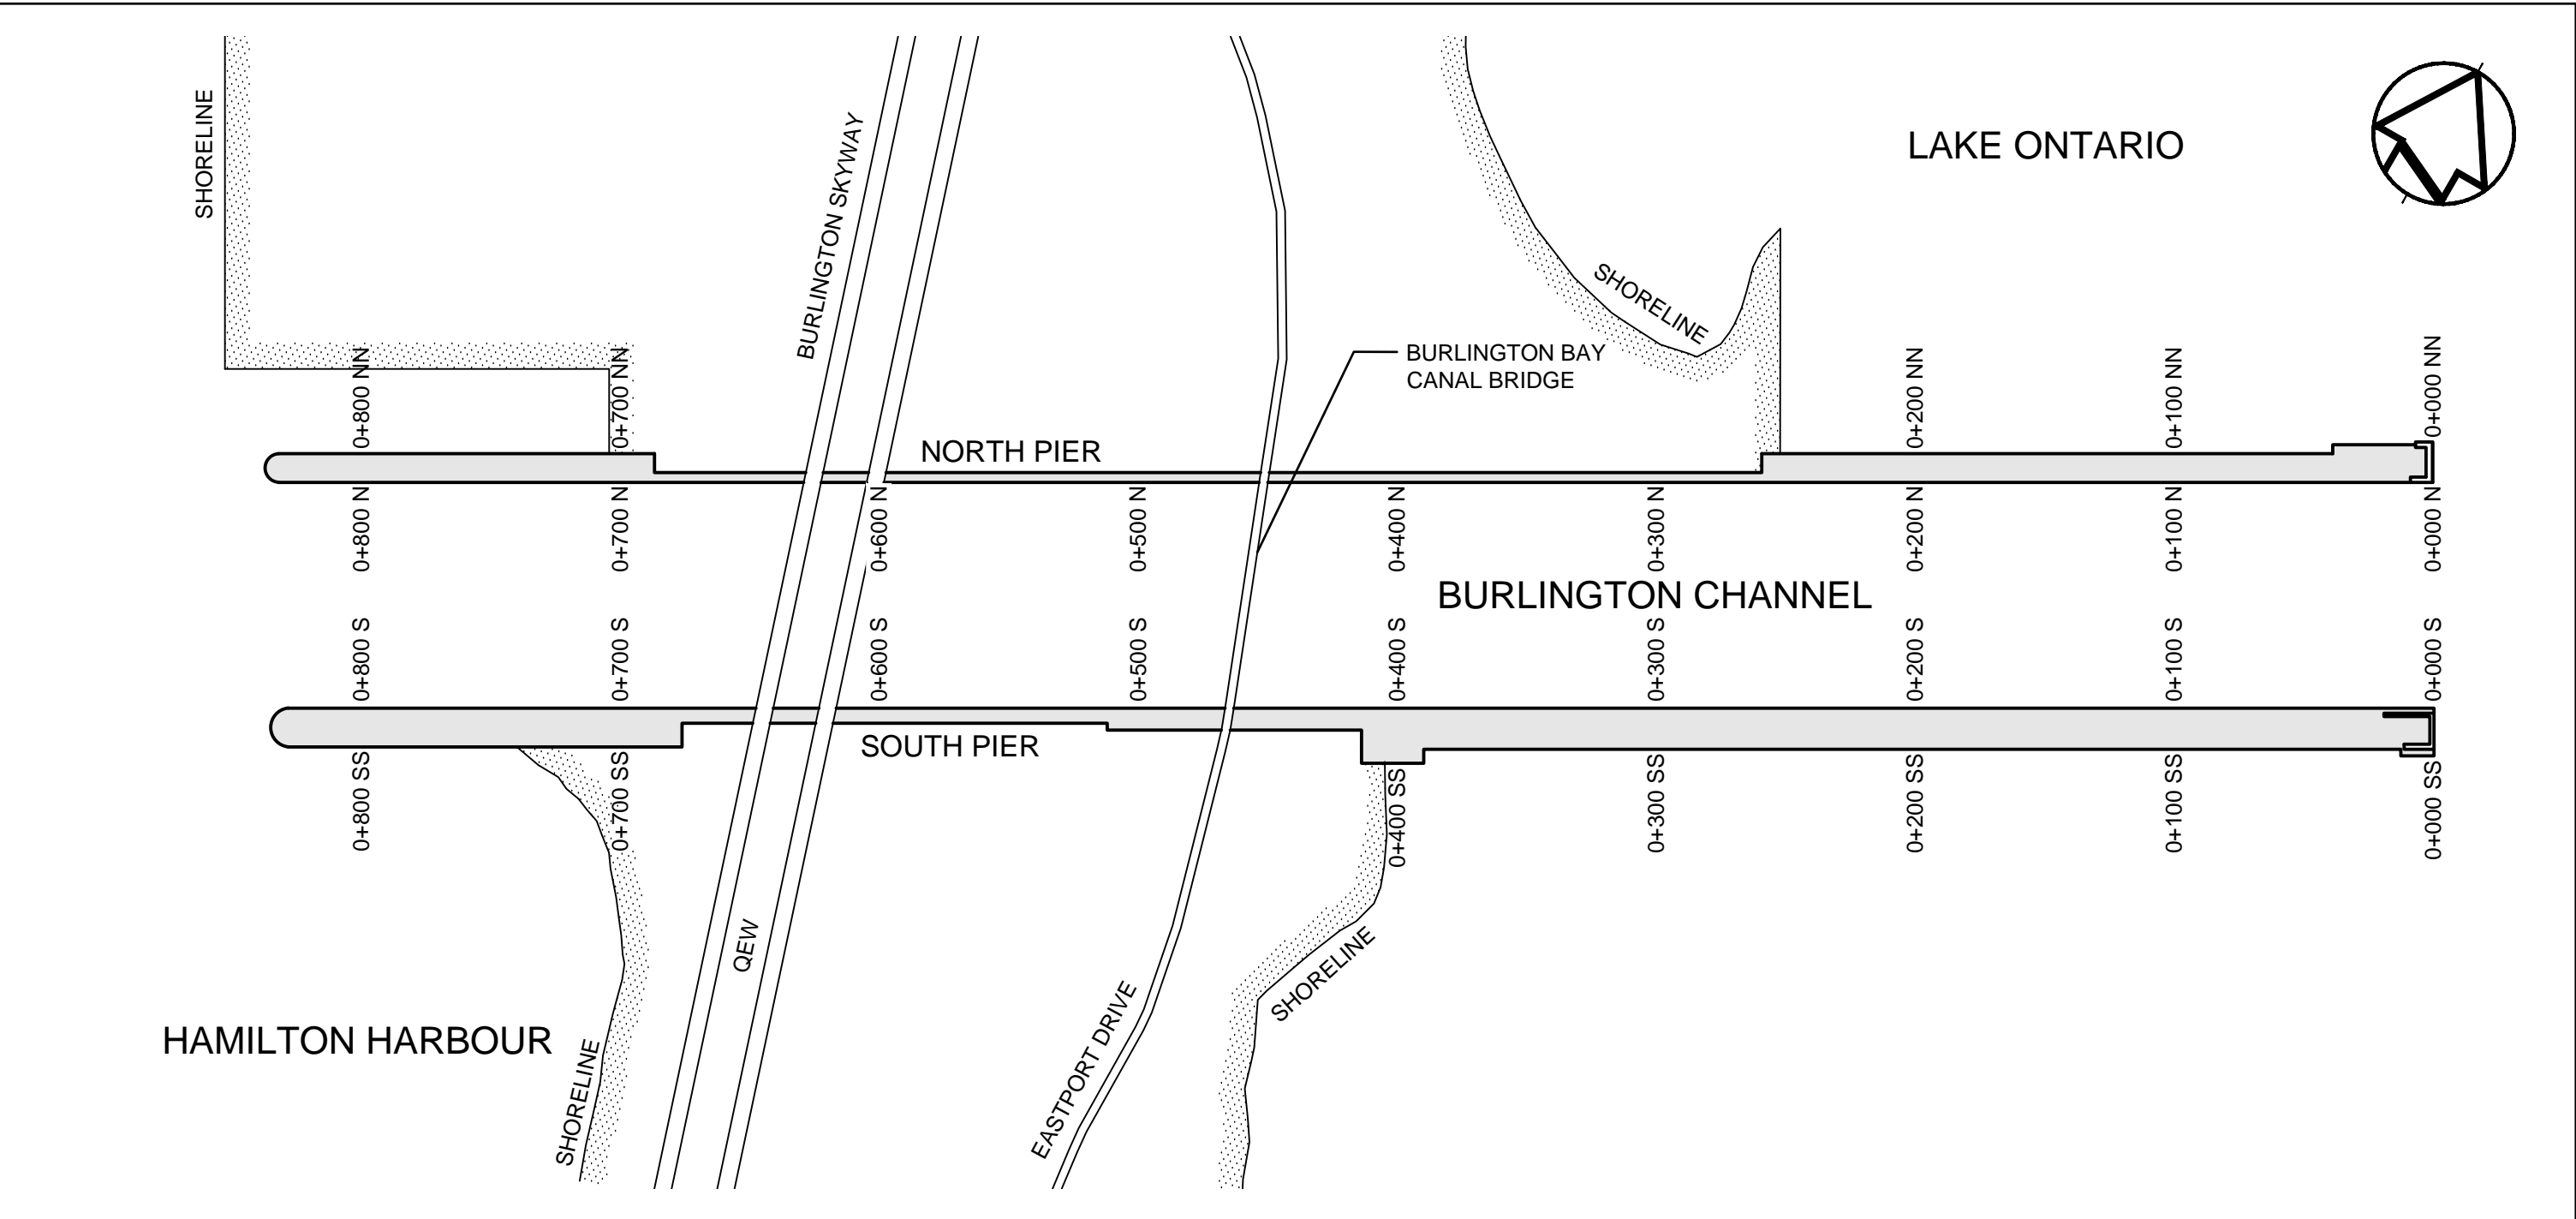 SHORELINE
BURLINGTON SKYWAY
LAKE ONTARIO
SHORELINE
BURLINGTON BAY
CANAL BRIDGE
0+800 NN
0+700 NN
0+200 NN
0+100 NN
0+000 NN
NORTH PIER
0+800 N
0+700 N
0+600 N
0+500 N
0+400 N
0+300 N
0+200 N
0+100 N
0+000 N
BURLINGTON CHANNEL
0+800 S
0+700 S
0+600 S
0+500 S
0+400 S
0+300 S
0+200 S
0+100 S
0+000 S
SOUTH PIER
0+800 SS
0+700 SS
0+400 SS
0+300 SS
0+200 SS
0+100 SS
0+000 SS
QEW
SHORELINE
HAMILTON HARBOUR
EASTPORT DRIVE
SHORELINE